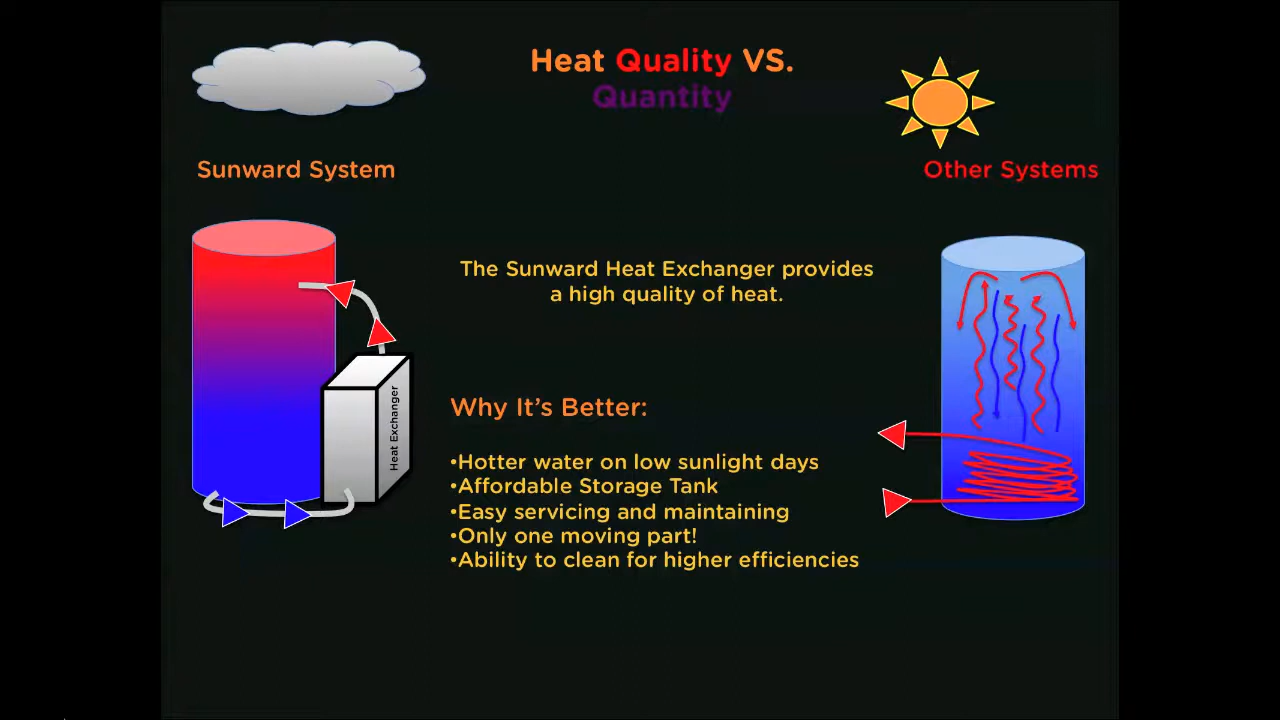 Heat Quality VS.
Quantity
Sunward System
Other Systems
The Sunward Heat Exchanger provides
a high quality of heat.
Heat Exchanger
Why It's Better:
•Hotter water on low sunlight days
•Affordable Storage Tank
•Easy servicing and maintaining
•Only one moving part!
•Ability to clean for higher efficiencies